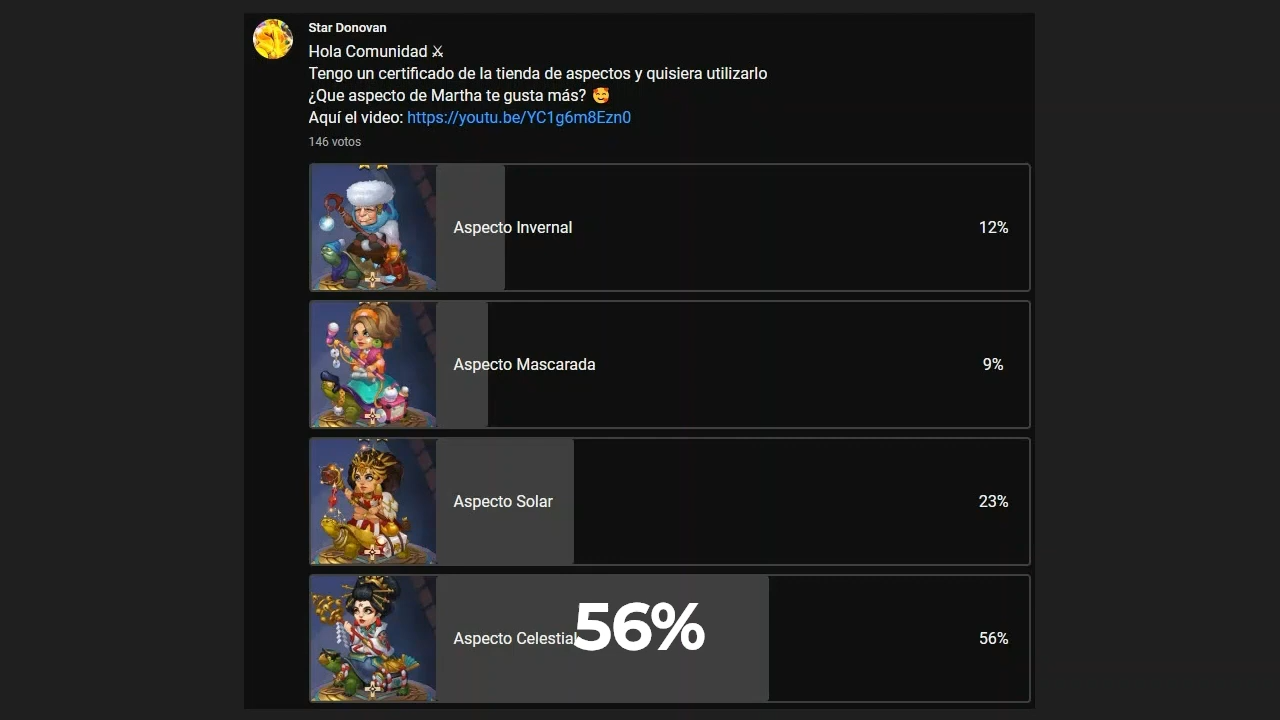 Star Donovan
Hola Comunidad ⚔
Tengo un certificado de la tienda de aspectos y quisiera utilizarlo
¿Que aspecto de Martha te gusta más? 🥰
Aquí el video: https://youtu.be/YC1g6m8Ezn0
146 votos
Aspecto Invernal 12%
Aspecto Mascarada 9%
Aspecto Solar 23%
Aspecto Celestial 56% 56%